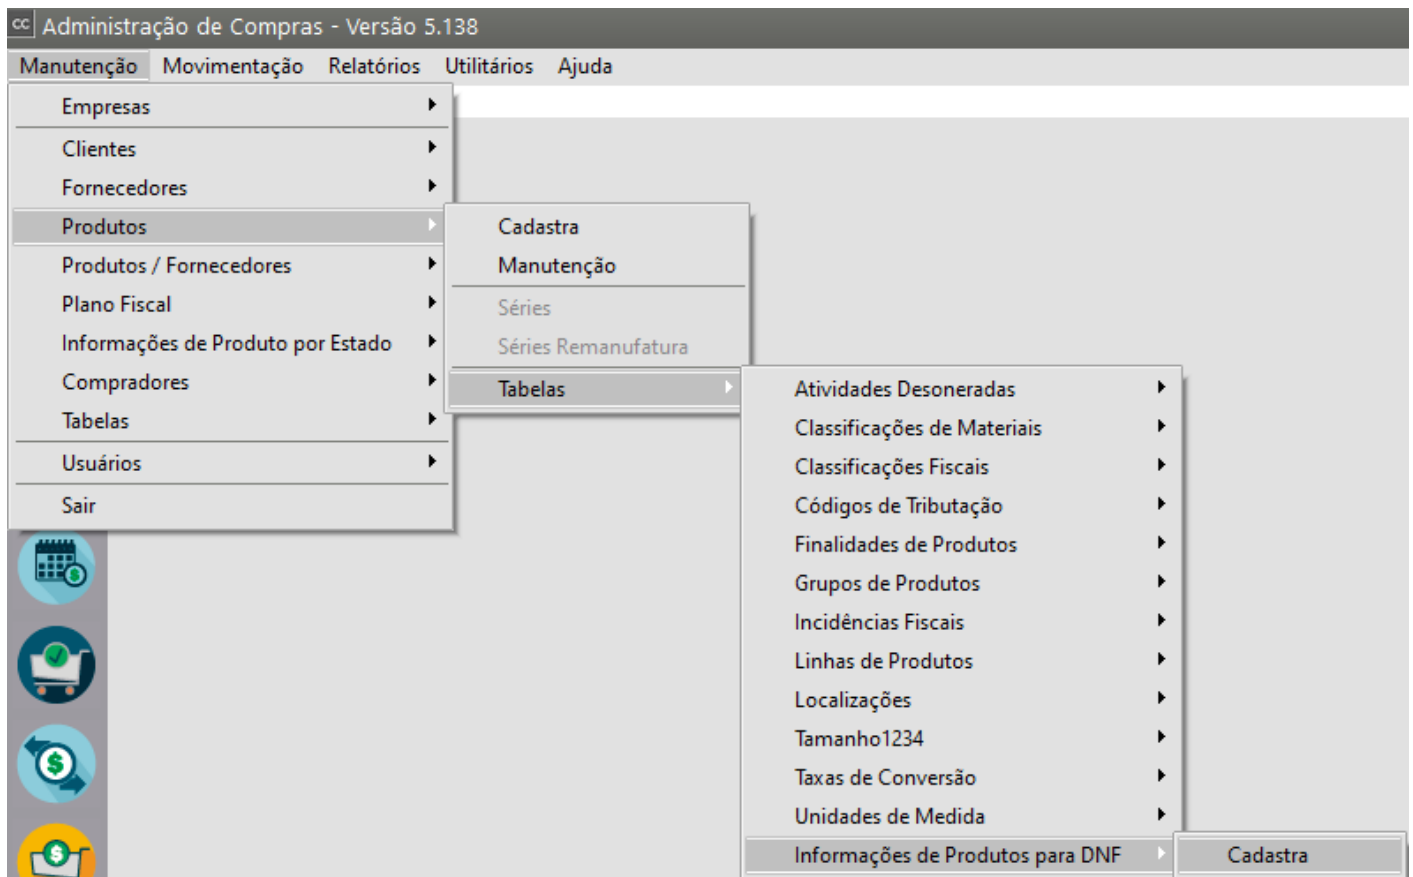 cc Administração de Compras - Versão 5.138
Manutenção Movimentação Relatórios Utilitários Ajuda
Empresas
Clientes
Fornecedores
Produtos
Produtos / Fornecedores
Plano Fiscal
Informações de Produto por Estado
Compradores
Tabelas
Usuários
Sair
Cadastra
Manutenção
Séries
Séries Remanufatura
Tabelas
Atividades Desoneradas
Classificações de Materiais
Classificações Fiscais
Códigos de Tributação
Finalidades de Produtos
Grupos de Produtos
Incidências Fiscais
Linhas de Produtos
Localizações
Tamanho1234
Taxas de Conversão
Unidades de Medida
Informações de Produtos para DNF
Cadastra